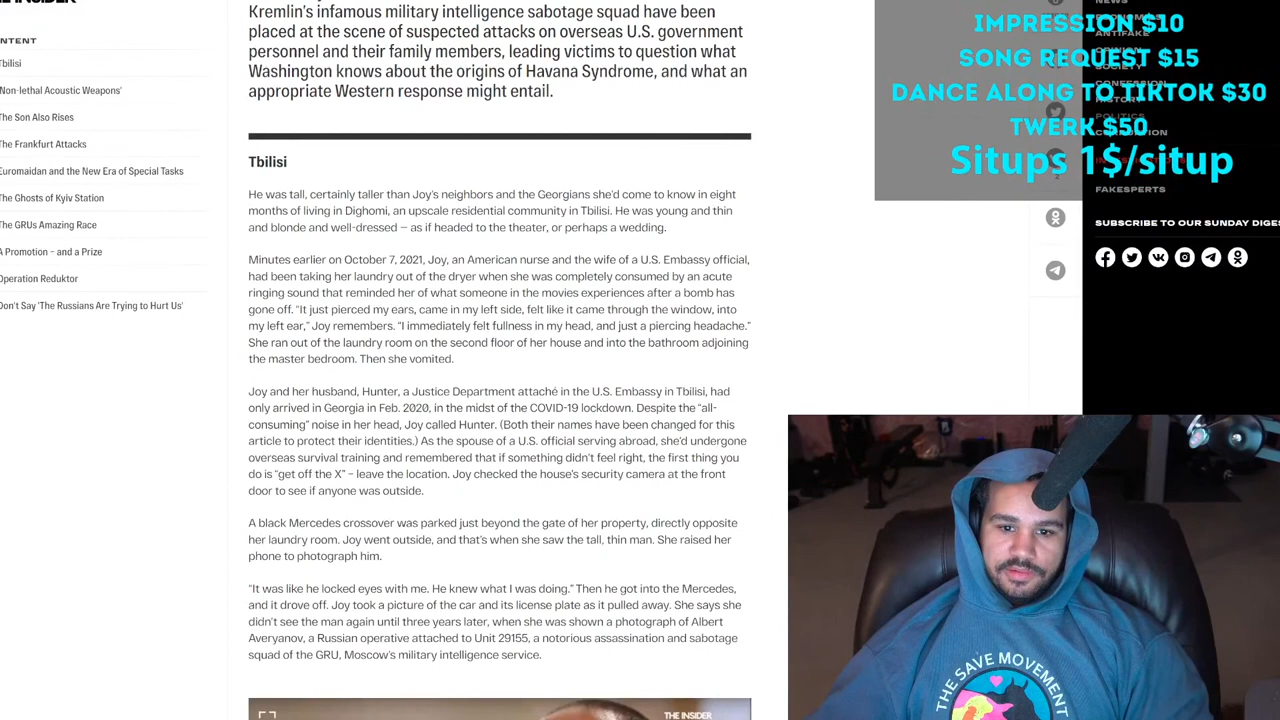 THE INSIDER
NTENT
Tbilisi
'Non-lethal Acoustic Weapons'
The Son Also Rises
The Frankfurt Attacks
Euromaidan and the New Era of Special Tasks
The Ghosts of Kyiv Station
The GRUs Amazing Race
A Promotion – and a Prize
Operation Reduktor
Don't Say 'The Russians Are Trying to Hurt Us'
Kremlin's infamous military intelligence sabotage squad have been
placed at the scene of suspected attacks on overseas U.S. government
personnel and their family members, leading victims to question what
Washington knows about the origins of Havana Syndrome, and what an
appropriate Western response might entail.
Tbilisi
He was tall, certainly taller than Joy's neighbors and the Georgians she'd come to know in eight
months of living in Dighomi, an upscale residential community in Tbilisi. He was young and thin
and blonde and well-dressed — as if headed to the theater, or perhaps a wedding.
Minutes earlier on October 7, 2021, Joy, an American nurse and the wife of a U.S. Embassy official,
had been taking her laundry out of the dryer when she was completely consumed by an acute
ringing sound that reminded her of what someone in the movies experiences after a bomb has
gone off. “It just pierced my ears, came in my left side, felt like it came through the window, into
my left ear,” Joy remembers. “I immediately felt fullness in my head, and just a piercing headache.”
She ran out of the laundry room on the second floor of her house and into the bathroom adjoining
the master bedroom. Then she vomited.
Joy and her husband, Hunter, a Justice Department attaché in the U.S. Embassy in Tbilisi, had
only arrived in Georgia in Feb. 2020, in the midst of the COVID-19 lockdown. Despite the “all-
consuming” noise in her head, Joy called Hunter. (Both their names have been changed for this
article to protect their identities.) As the spouse of a U.S. official serving abroad, she'd undergone
overseas survival training and remembered that if something didn't feel right, the first thing you
do is “get off the X” – leave the location. Joy checked the house's security camera at the front
door to see if anyone was outside.
A black Mercedes crossover was parked just beyond the gate of her property, directly opposite
her laundry room. Joy went outside, and that's when she saw the tall, thin man. She raised her
phone to photograph him.
“It was like he locked eyes with me. He knew what I was doing.” Then he got into the Mercedes,
and it drove off. Joy took a picture of the car and its license plate as it pulled away. She says she
didn't see the man again until three years later, when she was shown a photograph of Albert
Averyanov, a Russian operative attached to Unit 29155, a notorious assassination and sabotage
squad of the GRU, Moscow's military intelligence service.
THE INSIDER
IMPRESSION $10
SONG REQUEST $15
DANCE ALONG TO TIKTOK $30
TWERK $50
Situps 1$/situp
NEWS
ANTIFAKE
OPINION
SOCIETY
CONFESSION
HISTORY
POLITICS
FAKESPERTS
SUBSCRIBE TO OUR SUNDAY DIGES
THE SAVE MOVEMENT